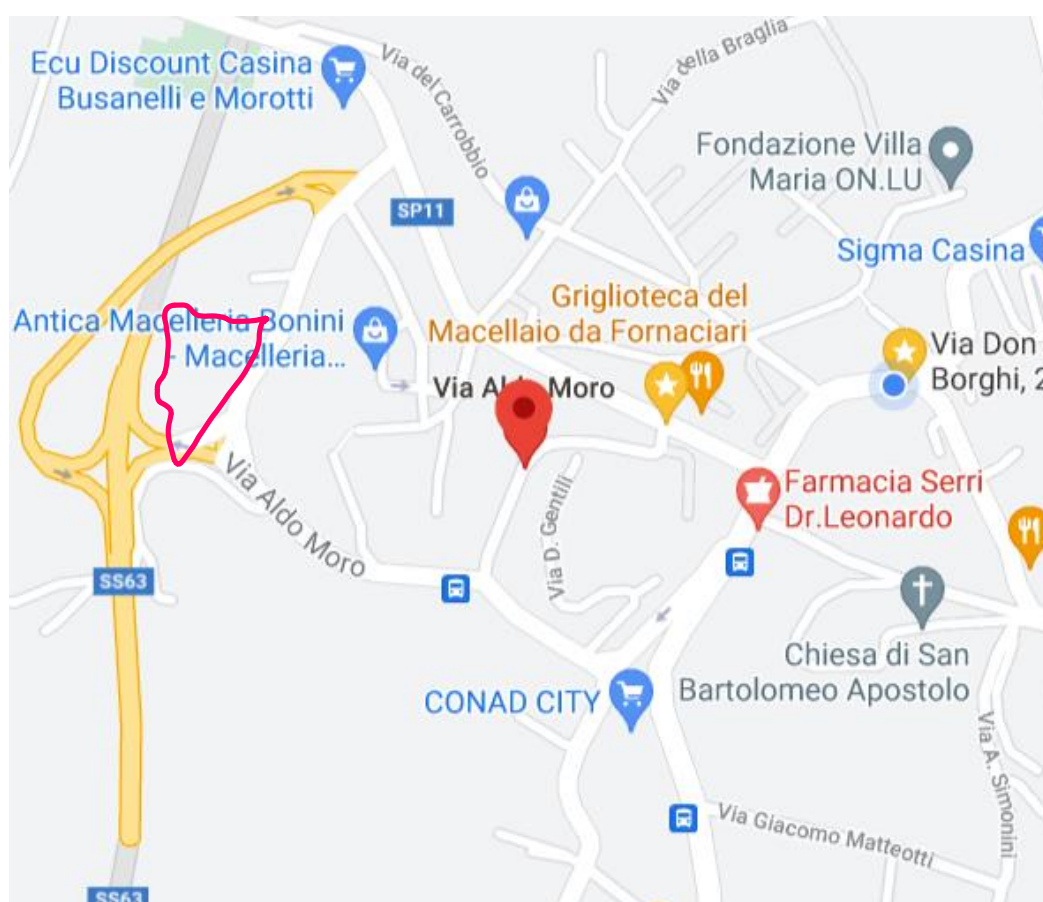 Ecu Discount Casina
Busanelli e Morotti
Via del Carrobbio
Via della Braglia
Fondazione Villa
Maria ON.LU
SP11
Sigma Casina
Antica Macelleria Bonini
- Macelleria...
Griglioteca del
Macellaio da Fornaciari
Via Don
Borghi, 2
Via Aldo Moro
Via Aldo Moro
Via D. Gentili
Farmacia Serri
Dr.Leonardo
SS63
Chiesa di San
Bartolomeo Apostolo
CONAD CITY
Via A. Simonini
Via Giacomo Matteotti
SS63